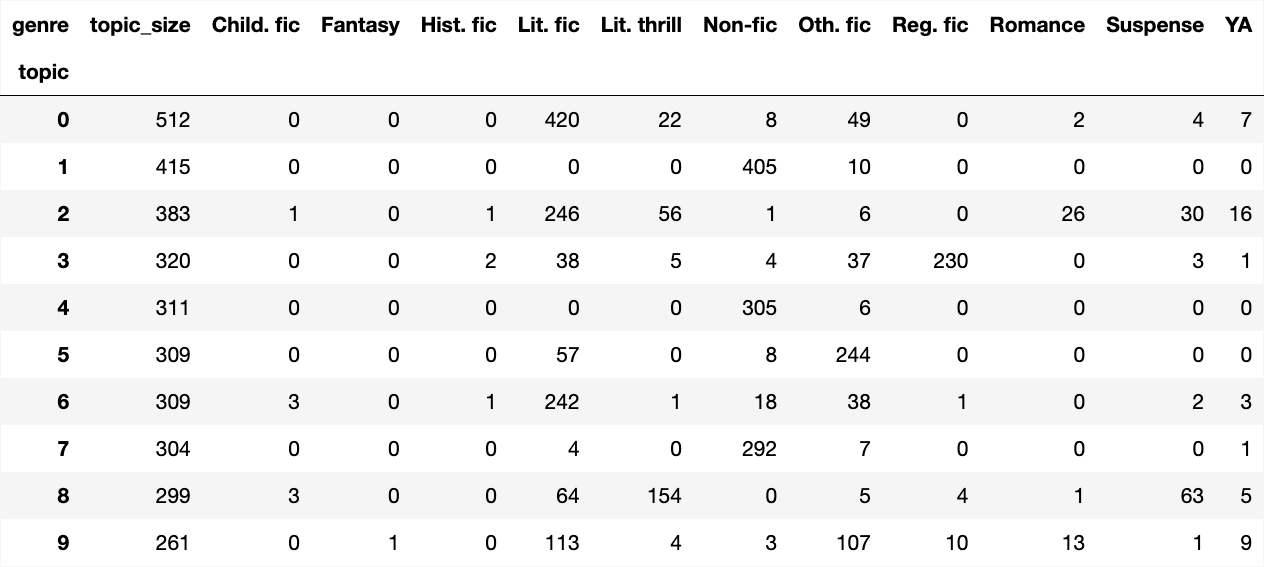 genre topic_size Child. fic Fantasy Hist. fic Lit. fic Lit. thrill Non-fic Oth. fic Reg. fic Romance Suspense YA
topic
0 512 0 0 0 420 22 8 49 0 2 4 7
1 415 0 0 0 0 0 405 10 0 0 0 0
2 383 1 0 1 246 56 1 6 0 26 30 16
3 320 0 0 2 38 5 4 37 230 0 3 1
4 311 0 0 0 0 0 305 6 0 0 0 0
5 309 0 0 0 57 0 8 244 0 0 0 0
6 309 3 0 1 242 1 18 38 1 0 2 3
7 304 0 0 0 4 0 292 7 0 0 0 1
8 299 3 0 0 64 154 0 5 4 1 63 5
9 261 0 1 0 113 4 3 107 10 13 1 9